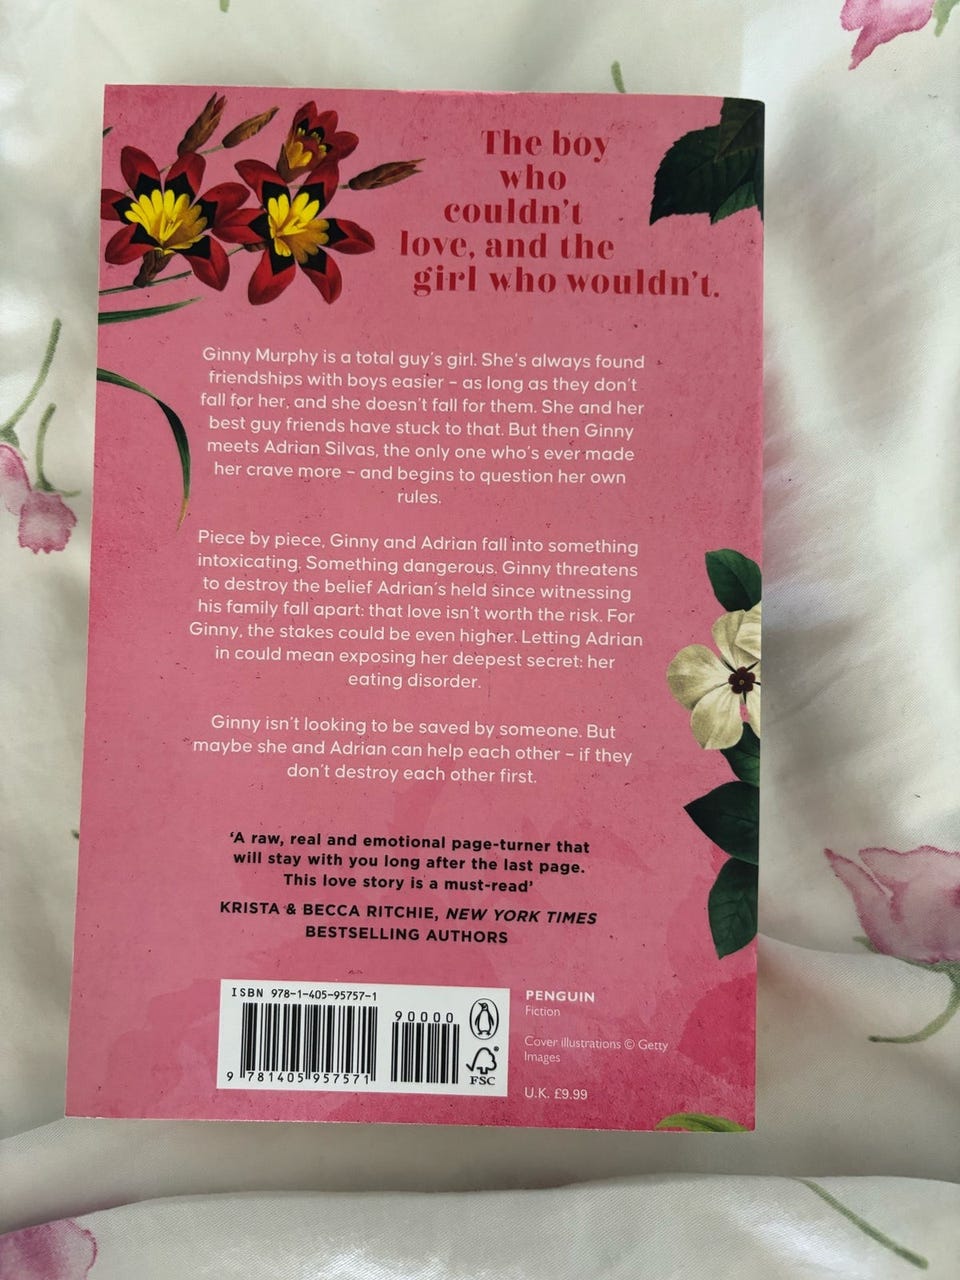 The boy
who
couldn't
love, and the
girl who wouldn't.
Ginny Murphy is a total guy's girl. She's always found
friendships with boys easier – as long as they don't
fall for her, and she doesn't fall for them. She and her
best guy friends have stuck to that. But then Ginny
meets Adrian Silvas, the only one who's ever made
her crave more – and begins to question her own
rules.
Piece by piece, Ginny and Adrian fall into something
intoxicating. Something dangerous. Ginny threatens
to destroy the belief Adrian's held since witnessing
his family fall apart: that love isn't worth the risk. For
Ginny, the stakes could be even higher. Letting Adrian
in could mean exposing her deepest secret: her
eating disorder.
Ginny isn't looking to be saved by someone. But
maybe she and Adrian can help each other – if they
don't destroy each other first.
'A raw, real and emotional page-turner that
will stay with you long after the last page.
This love story is a must-read'
KRISTA & BECCA RITCHIE, NEW YORK TIMES
BESTSELLING AUTHORS
ISBN 978-1-405-95757-1
90000
9 781405 957571
FSC
PENGUIN
Fiction
Cover illustrations © Getty
Images
U.K. £9.99